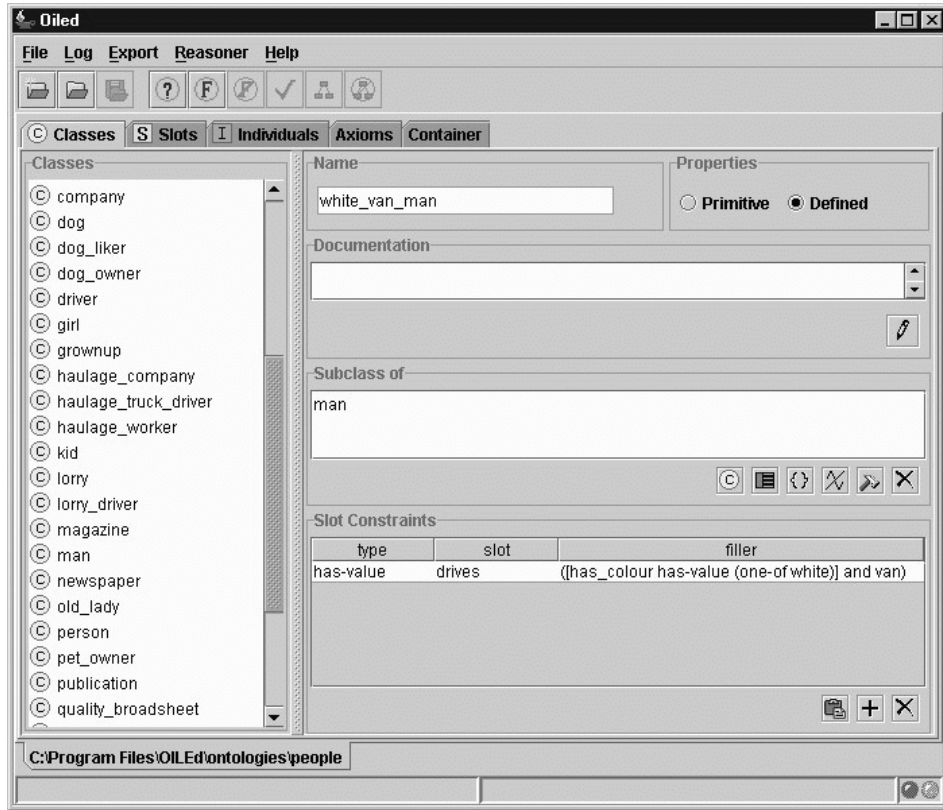 Oiled
File Log Export Reasoner Help
C Classes S Slots I Individuals Axioms Container
Classes
C company
C dog
C dog_liker
C dog_owner
C driver
C girl
C grownup
C haulage_company
C haulage_truck_driver
C haulage_worker
C kid
C lorry
C lorry_driver
C magazine
C man
C newspaper
C old_lady
C person
C pet_owner
C publication
C quality_broadsheet
Name
white_van_man
Properties
Primitive Defined
Documentation
Subclass of
man
Slot Constraints
type slot filler
has-value drives ([has_colour has-value (one-of white)] and van)
C:\Program Files\OILEd\ontologies\people